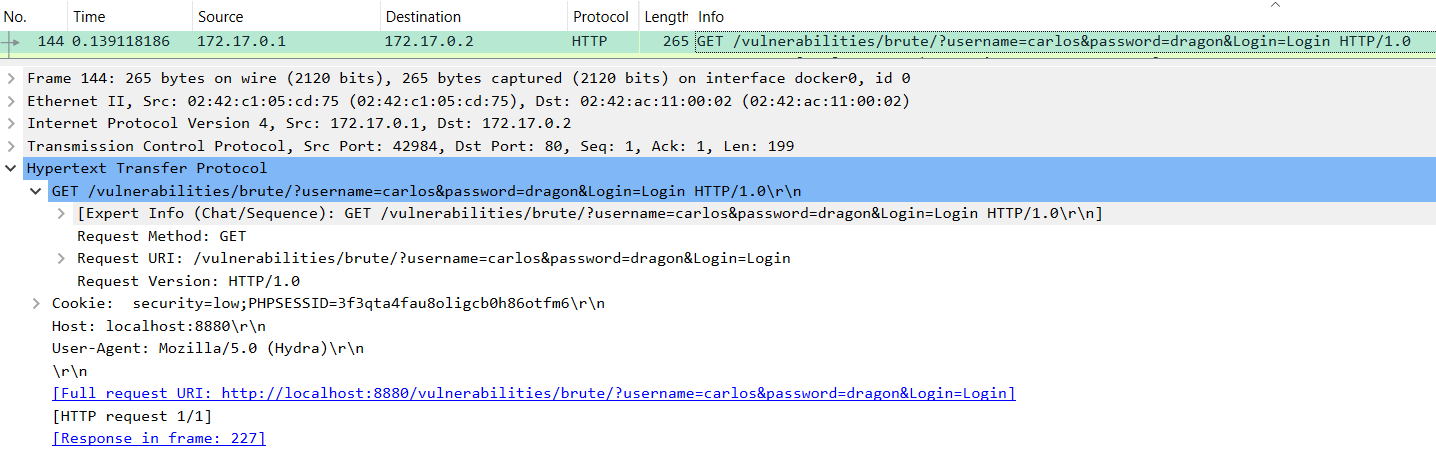 No. Time Source Destination Protocol Length Info
144 0.139118186 172.17.0.1 172.17.0.2 HTTP 265 GET /vulnerabilities/brute/?username=carlos&password=dragon&Login=Login HTTP/1.0
Frame 144: 265 bytes on wire (2120 bits), 265 bytes captured (2120 bits) on interface docker0, id 0
Ethernet II, Src: 02:42:c1:05:cd:75 (02:42:c1:05:cd:75), Dst: 02:42:ac:11:00:02 (02:42:ac:11:00:02)
Internet Protocol Version 4, Src: 172.17.0.1, Dst: 172.17.0.2
Transmission Control Protocol, Src Port: 42984, Dst Port: 80, Seq: 1, Ack: 1, Len: 199
Hypertext Transfer Protocol
GET /vulnerabilities/brute/?username=carlos&password=dragon&Login=Login HTTP/1.0\r\n
[Expert Info (Chat/Sequence): GET /vulnerabilities/brute/?username=carlos&password=dragon&Login=Login HTTP/1.0\r\n]
Request Method: GET
Request URI: /vulnerabilities/brute/?username=carlos&password=dragon&Login=Login
Request Version: HTTP/1.0
Cookie:  security=low;PHPSESSID=3f3qta4fau8oligcb0h86otfm6\r\n
Host: localhost:8880\r\n
User-Agent: Mozilla/5.0 (Hydra)\r\n
\r\n
[Full request URI: http://localhost:8880/vulnerabilities/brute/?username=carlos&password=dragon&Login=Login]
[HTTP request 1/1]
[Response in frame: 227]